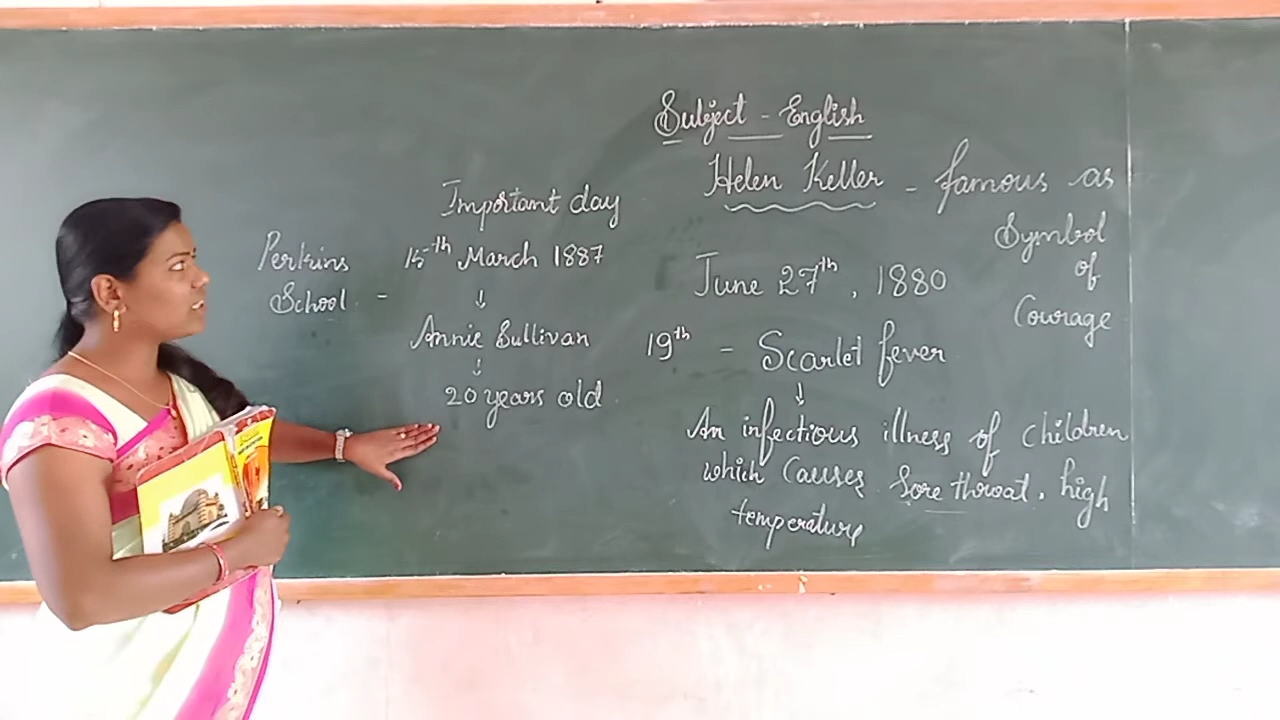 Subject - English
Helen Keller - famous as
Symbol
of
Courage
June 27th, 1880
19th - Scarlet fever
↓
An infectious illness of children
which causes sore throat, high
temperature
Important day
Perkins
School -
15th March 1887
↓
Annie Sullivan
↓
20 years old